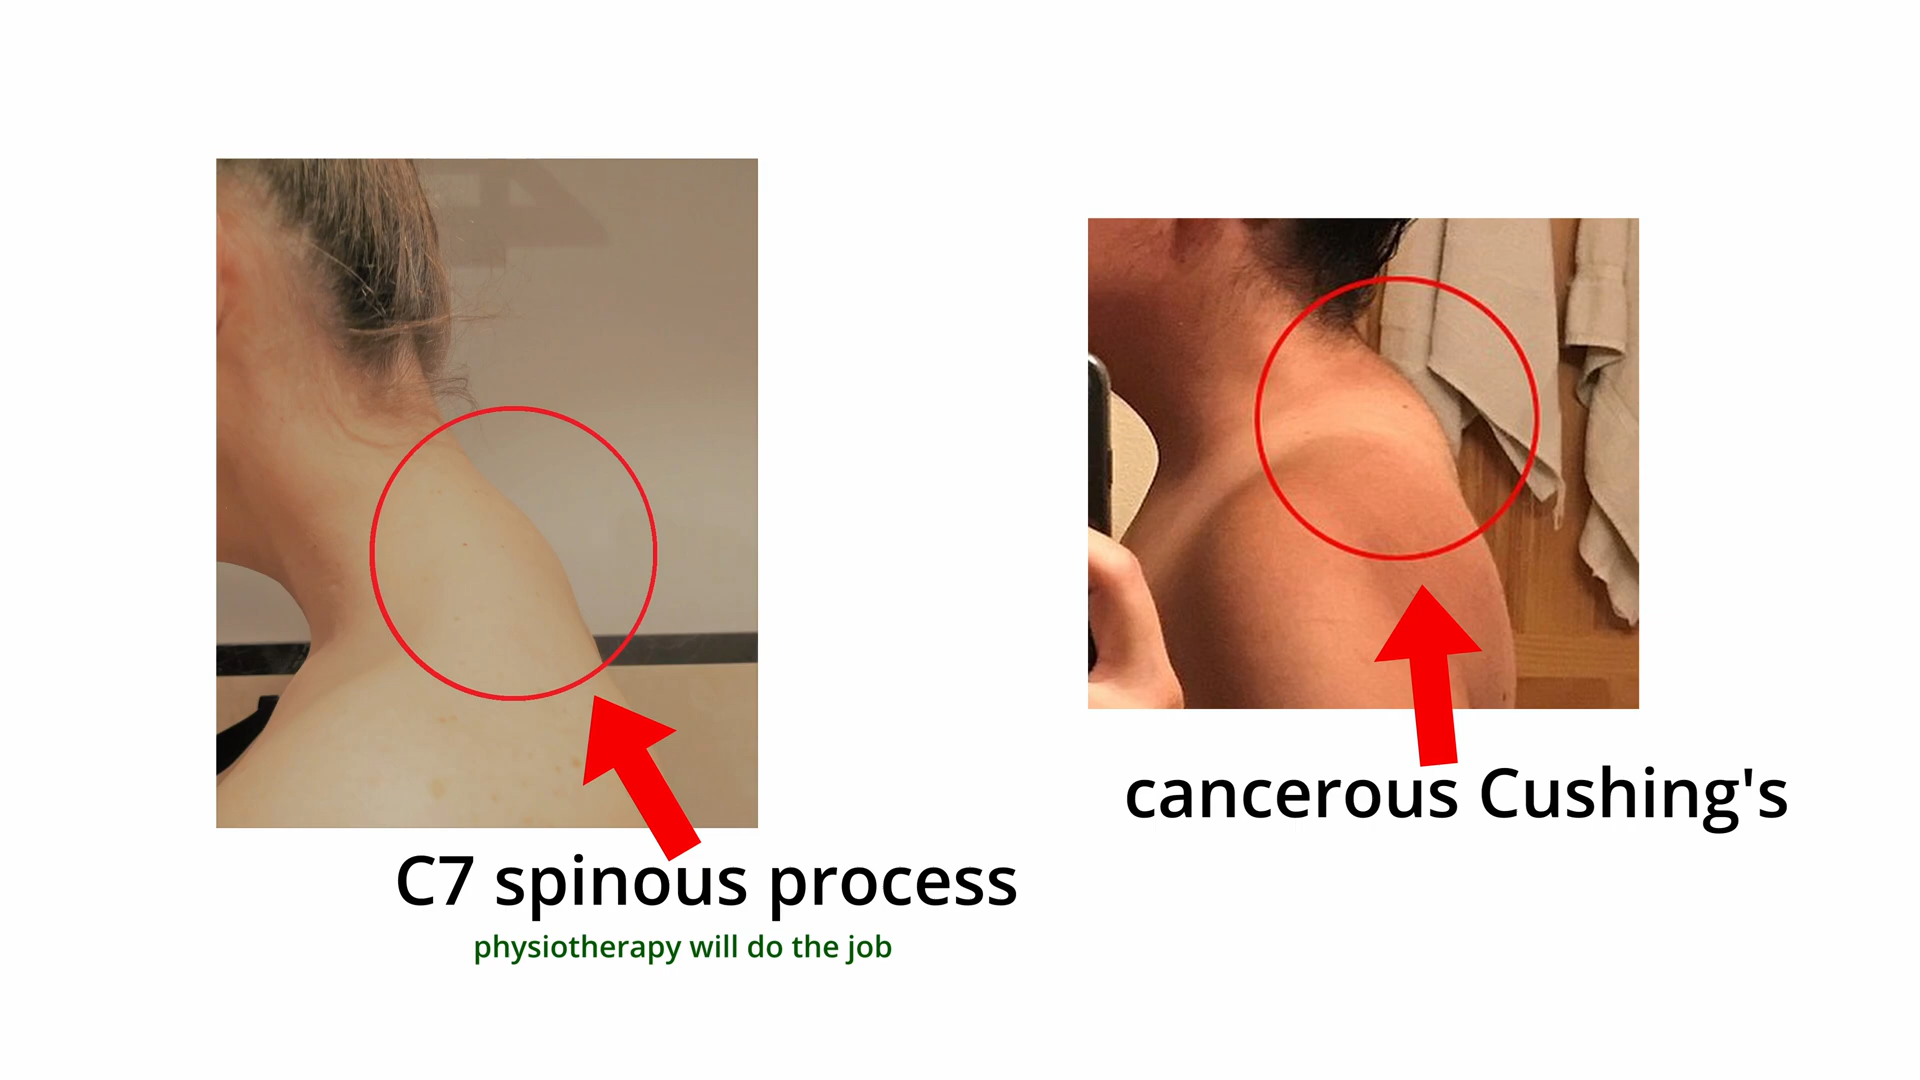 C7 spinous process
physiotherapy will do the job
cancerous Cushing's